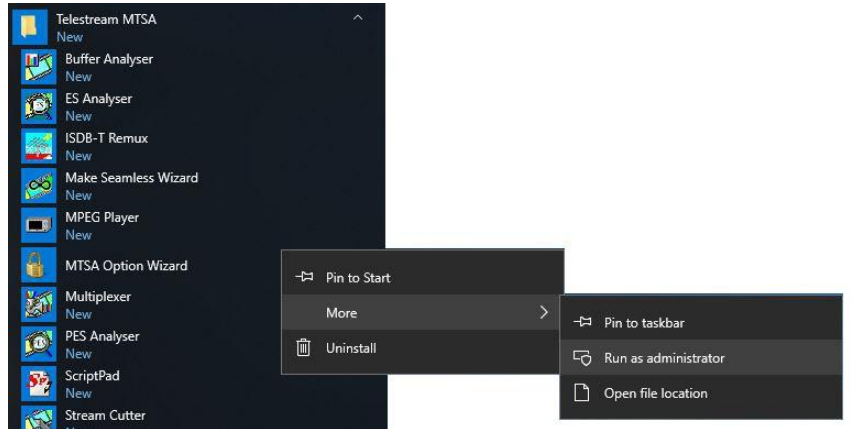 Telestream MTSA
New
Buffer Analyser
New
ES Analyser
New
ISDB-T Remux
New
Make Seamless Wizard
New
MPEG Player
New
MTSA Option Wizard
Multiplexer
New
PES Analyser
New
ScriptPad
New
Stream Cutter
Pin to Start
More
Uninstall
Pin to taskbar
Run as administrator
Open file location